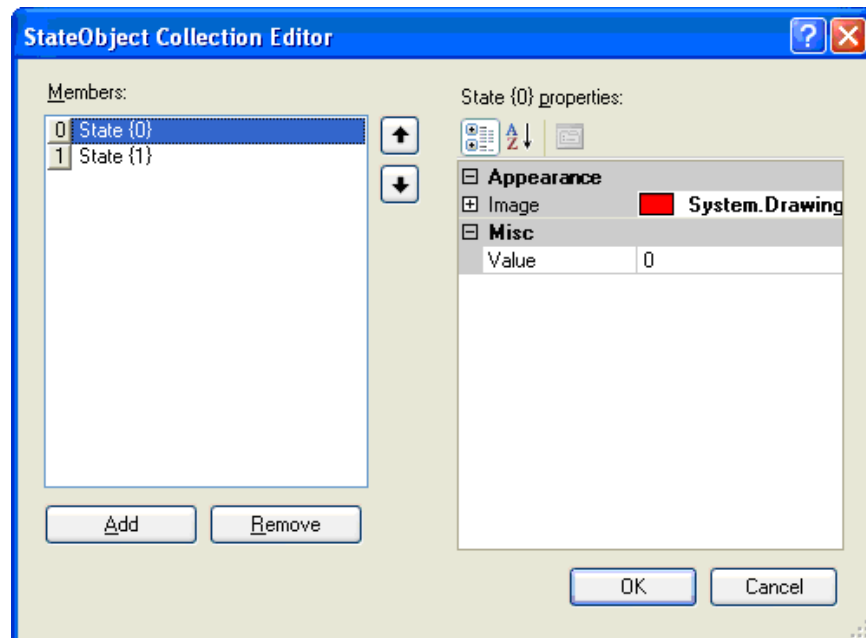 StateObject Collection Editor
Members:
0 State {0}
1 State {1}
Add
Remove
State {0} properties:
Appearance
Image System.Drawing
Misc
Value 0
OK
Cancel